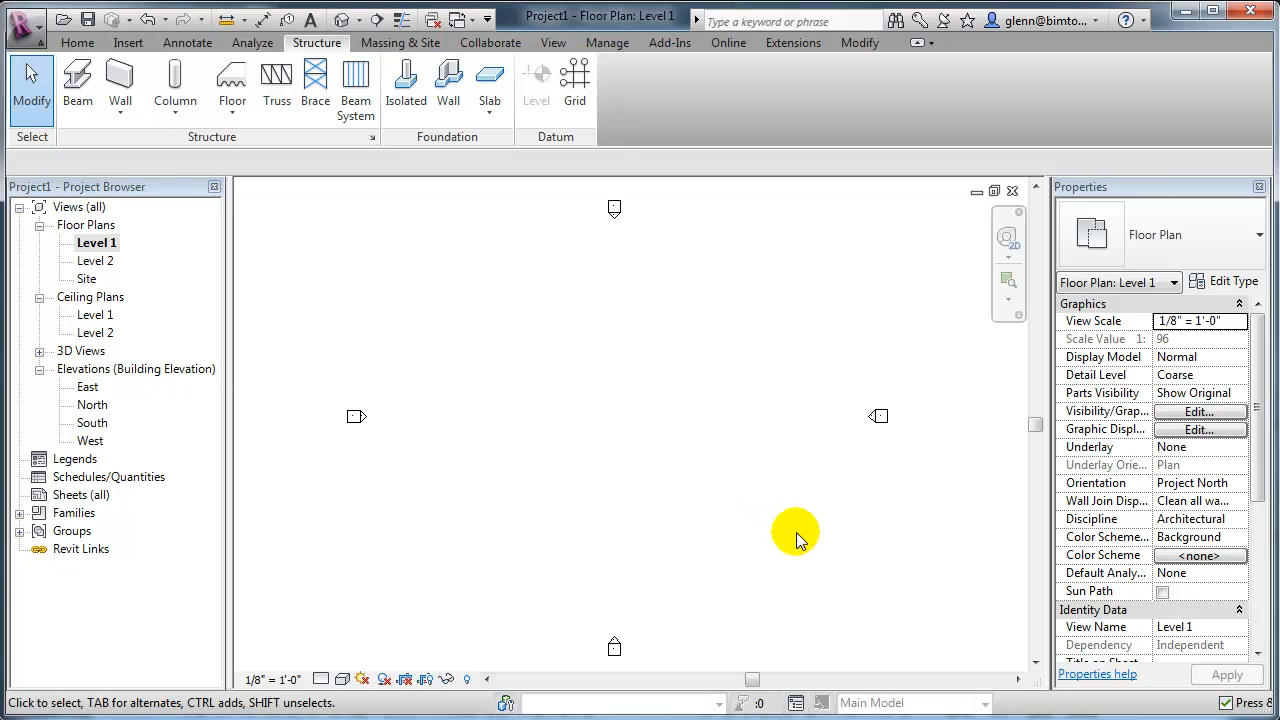 Project1 - Floor Plan: Level 1
Type a keyword or phrase
glenn@bimto...
Home Insert Annotate Analyze Structure Massing & Site Collaborate View Manage Add-Ins Online Extensions Modify
Modify Beam Wall Column Floor Truss Brace Beam System Isolated Wall Slab Level Grid
Select Structure Foundation Datum
Project1 - Project Browser
Views (all)
Floor Plans
Level 1
Level 2
Site
Ceiling Plans
Level 1
Level 2
3D Views
Elevations (Building Elevation)
East
North
South
West
Legends
Schedules/Quantities
Sheets (all)
Families
Groups
Revit Links
2D
Properties
Floor Plan
Floor Plan: Level 1 Edit Type
Graphics
View Scale 1/8" = 1'-0"
Scale Value 1: 96
Display Model Normal
Detail Level Coarse
Parts Visibility Show Original
Visibility/Grap... Edit...
Graphic Displ... Edit...
Underlay None
Underlay Orie... Plan
Orientation Project North
Wall Join Disp... Clean all wa...
Discipline Architectural
Color Scheme... Background
Color Scheme <none>
Default Analy... None
Sun Path
Identity Data
View Name Level 1
Dependency Independent
Properties help Apply
1/8" = 1'-0"
Click to select, TAB for alternates, CTRL adds, SHIFT unselects.
:0
Main Model
Press &